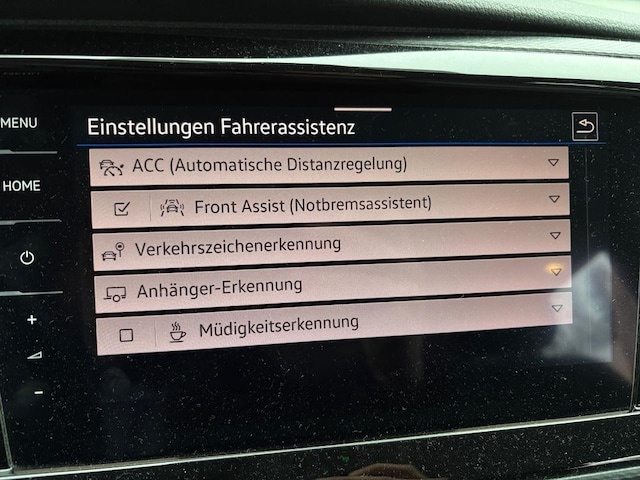 MENU
Einstellungen Fahrerassistenz
ACC (Automatische Distanzregelung)
HOME
Front Assist (Notbremsassistent)
Verkehrszeichenerkennung
Anhänger-Erkennung
+
Müdigkeitserkennung
-